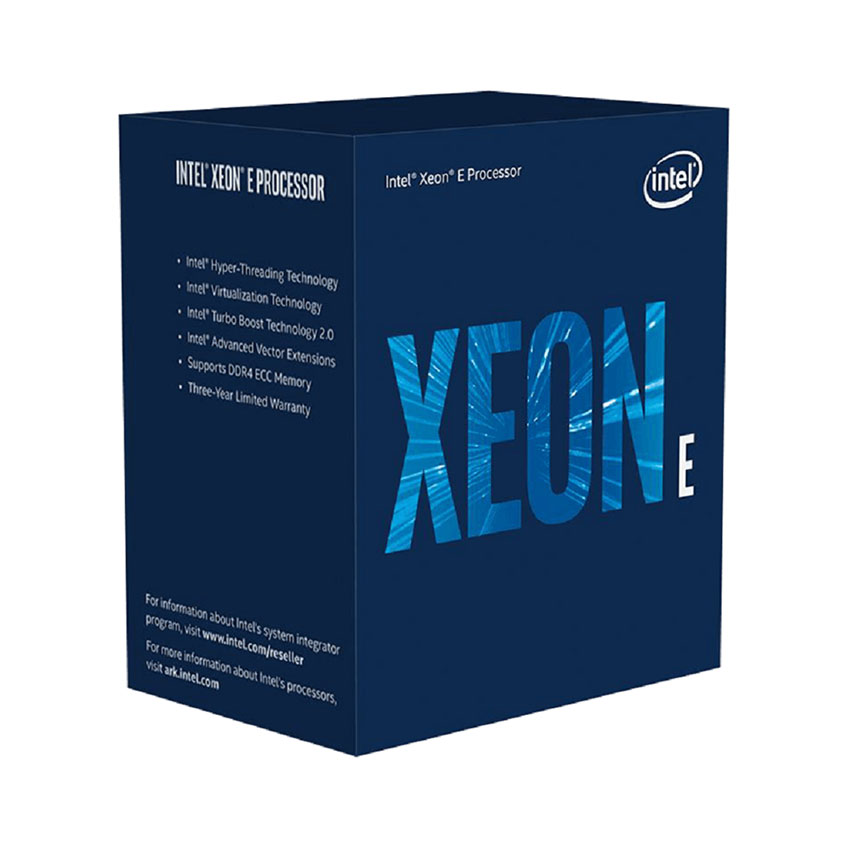 INTEL® XEON® E PROCESSOR
• Intel® Hyper-Threading Technology
• Intel® Virtualization Technology
• Intel® Turbo Boost Technology 2.0
• Intel® Advanced Vector Extensions
• Supports DDR4 ECC Memory
• Three-Year Limited Warranty
For information about Intel's system integrator
program, visit www.intel.com/reseller
For more information about Intel's processors,
visit ark.intel.com
Intel® Xeon® E Processor
intel
XEON E